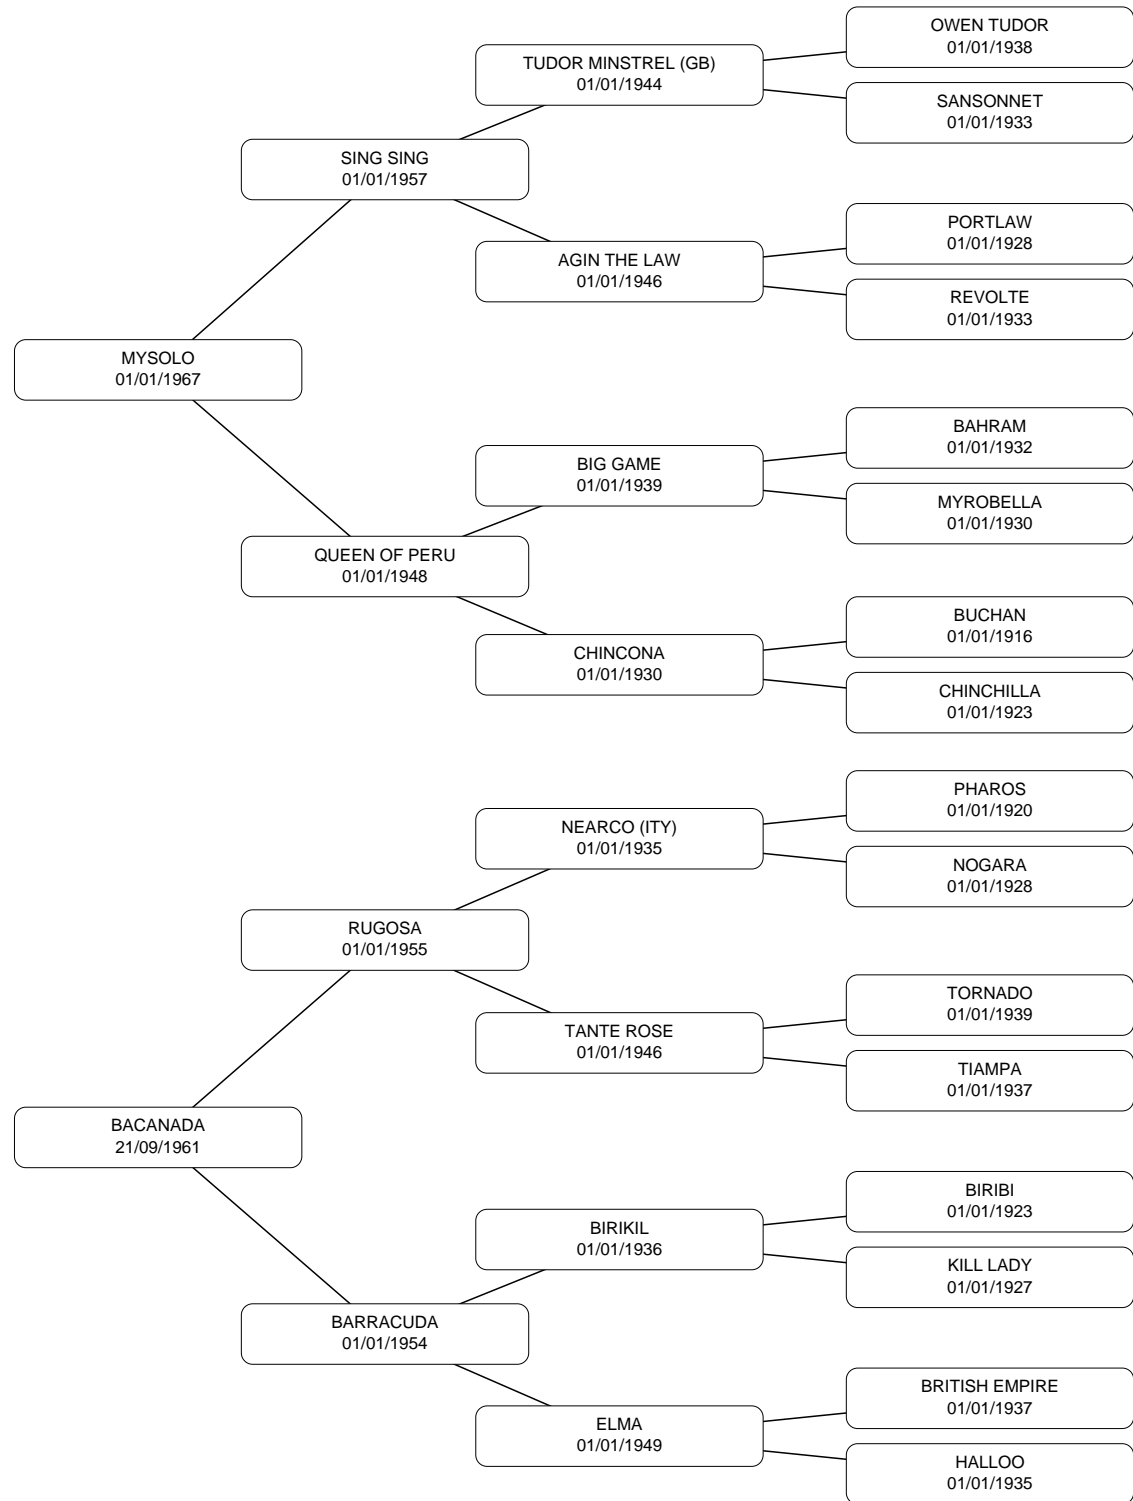 OWEN TUDOR
01/01/1938
TUDOR MINSTREL (GB)
01/01/1944
SANSONNET
01/01/1933
SING SING
01/01/1957
PORTLAW
01/01/1928
AGIN THE LAW
01/01/1946
REVOLTE
01/01/1933
MYSOLO
01/01/1967
BAHRAM
01/01/1932
BIG GAME
01/01/1939
MYROBELLA
01/01/1930
QUEEN OF PERU
01/01/1948
BUCHAN
01/01/1916
CHINCONA
01/01/1930
CHINCHILLA
01/01/1923
PHAROS
01/01/1920
NEARCO (ITY)
01/01/1935
NOGARA
01/01/1928
RUGOSA
01/01/1955
TORNADO
01/01/1939
TANTE ROSE
01/01/1946
TIAMPA
01/01/1937
BACANADA
21/09/1961
BIRIBI
01/01/1923
BIRIKIL
01/01/1936
KILL LADY
01/01/1927
BARRACUDA
01/01/1954
BRITISH EMPIRE
01/01/1937
ELMA
01/01/1949
HALLOO
01/01/1935